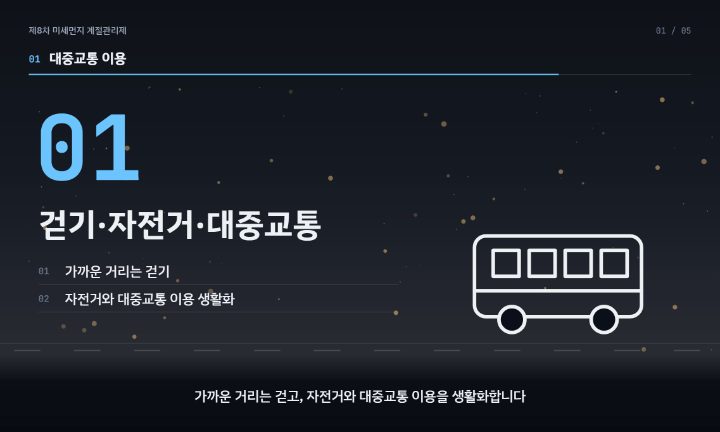 제8차 미세먼지 계절관리제
01 / 05
01 대중교통 이용
01
걷기·자전거·대중교통
01 가까운 거리는 걷기
02 자전거와 대중교통 이용 생활화
가까운 거리는 걷고, 자전거와 대중교통 이용을 생활화합니다